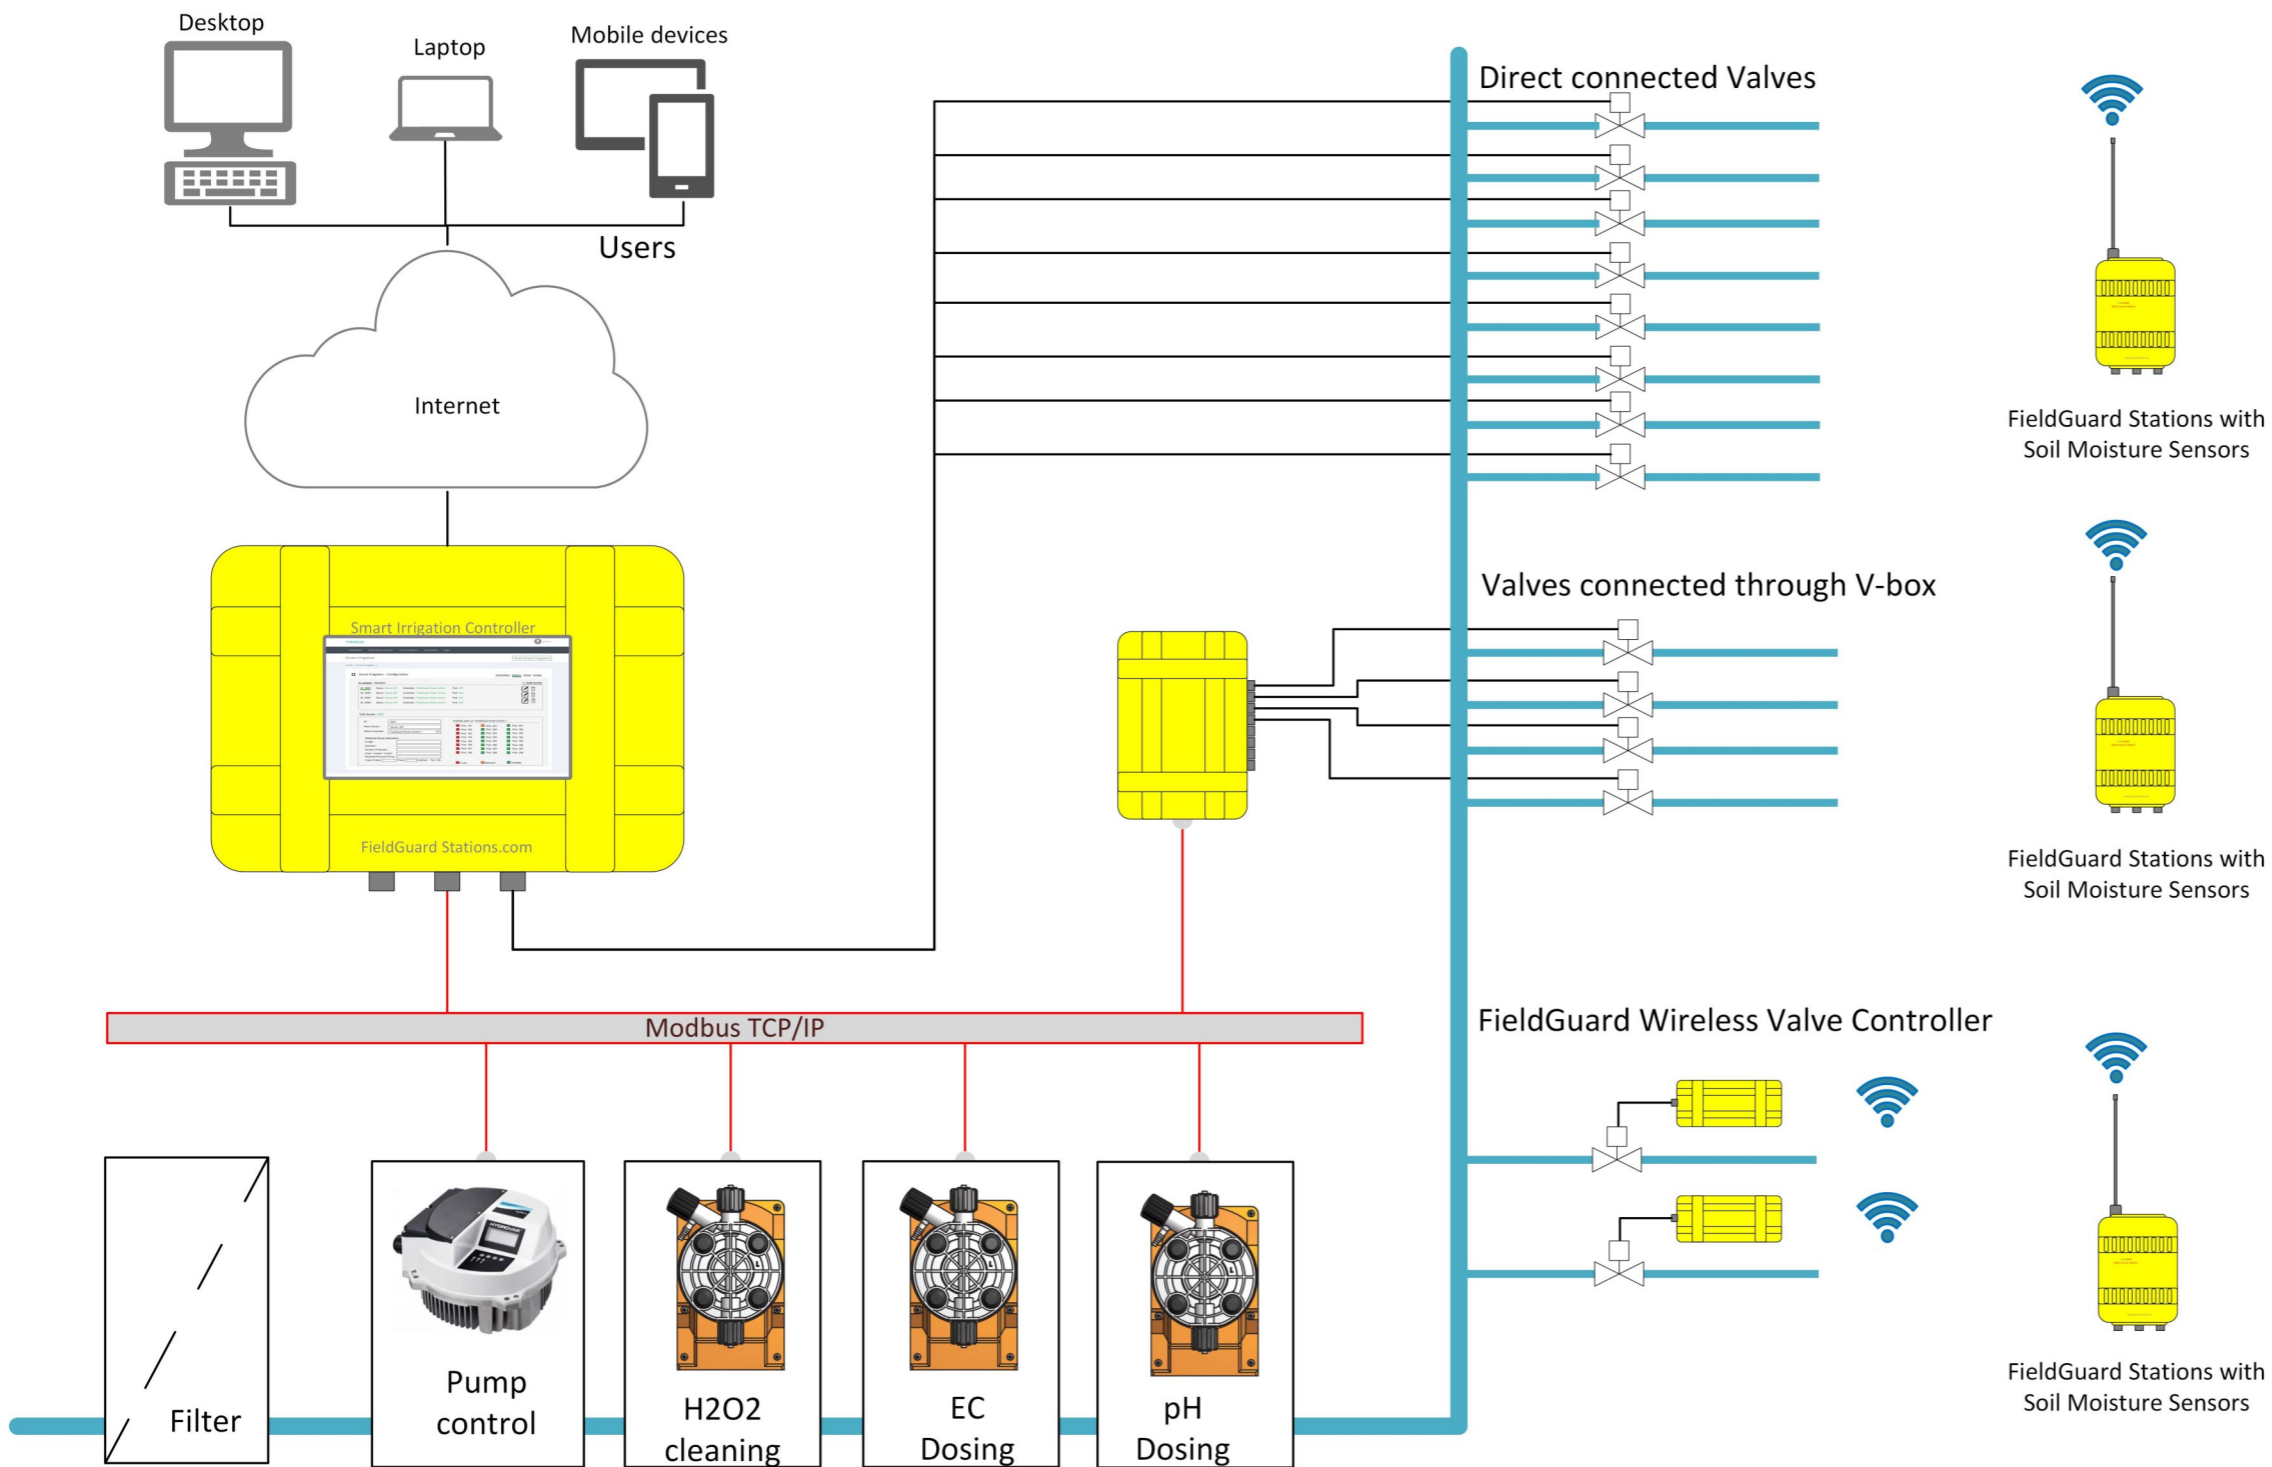 Desktop
Laptop
Mobile devices
Users
Internet
Smart Irrigation Controller
FieldGuard Stations.com
Direct connected Valves
FieldGuard Stations with
Soil Moisture Sensors
Valves connected through V-box
FieldGuard Stations with
Soil Moisture Sensors
Modbus TCP/IP
FieldGuard Wireless Valve Controller
FieldGuard Stations with
Soil Moisture Sensors
Filter
Pump
control
H2O2
cleaning
EC
Dosing
pH
Dosing